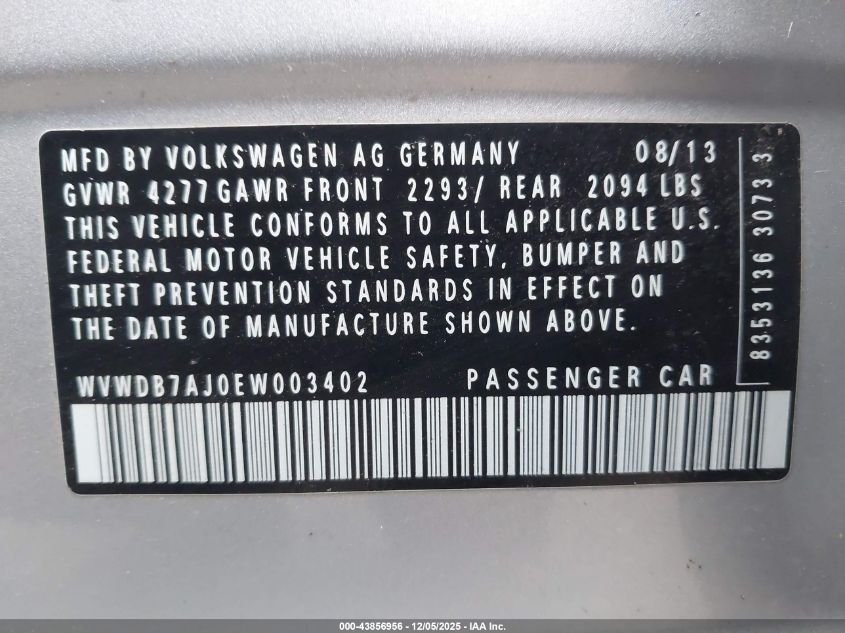 MFD BY VOLKSWAGEN AG GERMANY 08/13
GVWR 4277 GAWR FRONT 2293/ REAR 2094 LBS
THIS VEHICLE CONFORMS TO ALL APPLICABLE U.S.
FEDERAL MOTOR VEHICLE SAFETY, BUMPER AND
THEFT PREVENTION STANDARDS IN EFFECT ON
THE DATE OF MANUFACTURE SHOWN ABOVE.
WVWDB7AJ0EW003402 PASSENGER CAR
8353136 3073 3
000-43856956 - 12/05/2025 - IAA Inc.